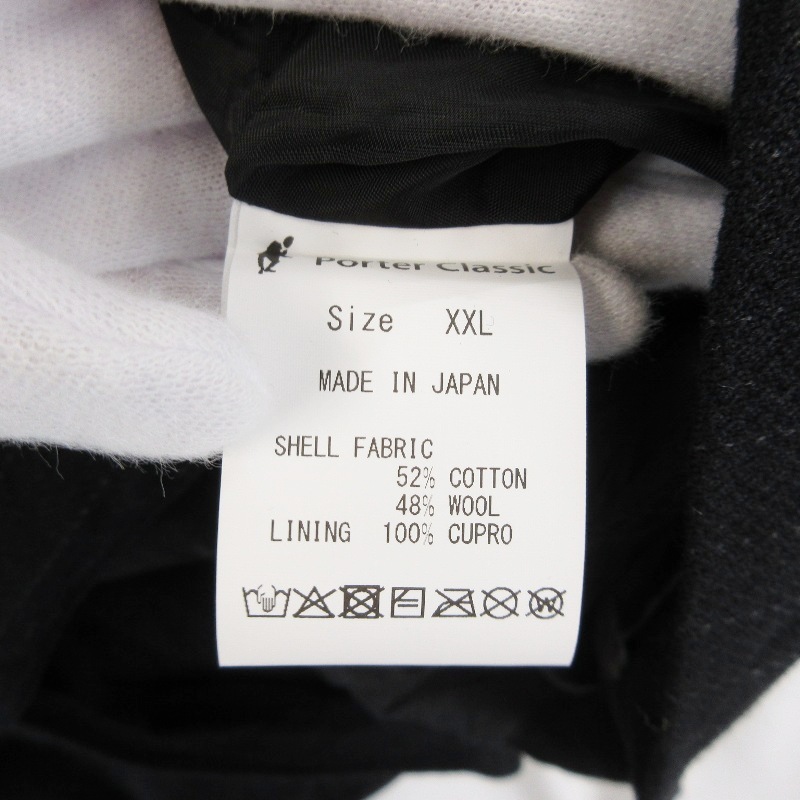 Porter Classic
Size XXL
MADE IN JAPAN
SHELL FABRIC
52% COTTON
48% WOOL
LINING 100% CUPRO
W